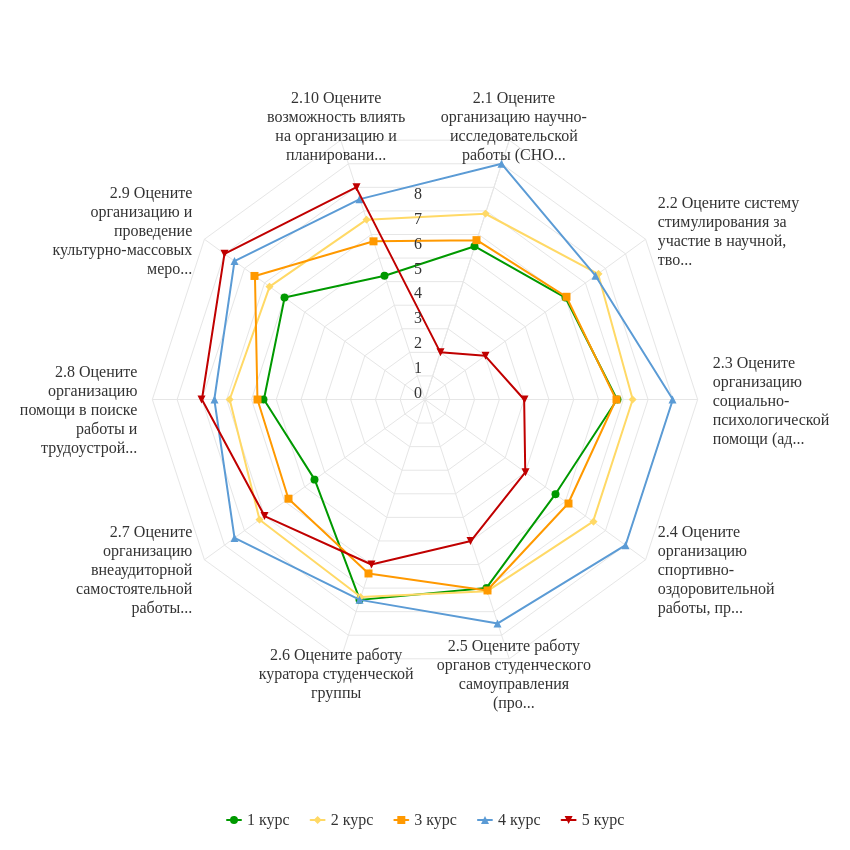 2.10 Оцените
возможность влиять
на организацию и
планировани...
2.1 Оцените
организацию научно-
исследовательской
работы (СНО...
2.2 Оцените систему
стимулирования за
участие в научной,
тво...
2.3 Оцените
организацию
социально-
психологической
помощи (ад...
2.4 Оцените
организацию
спортивно-
оздоровительной
работы, пр...
2.5 Оцените работу
органов студенческого
самоуправления
(про...
2.6 Оцените работу
куратора студенческой
группы
2.7 Оцените
организацию
внеаудиторной
самостоятельной
работы...
2.8 Оцените
организацию
помощи в поиске
работы и
трудоустрой...
2.9 Оцените
организацию и
проведение
культурно-массовых
меро...
8
7
6
5
4
3
2
1
0
1 курс
2 курс
3 курс
4 курс
5 курс